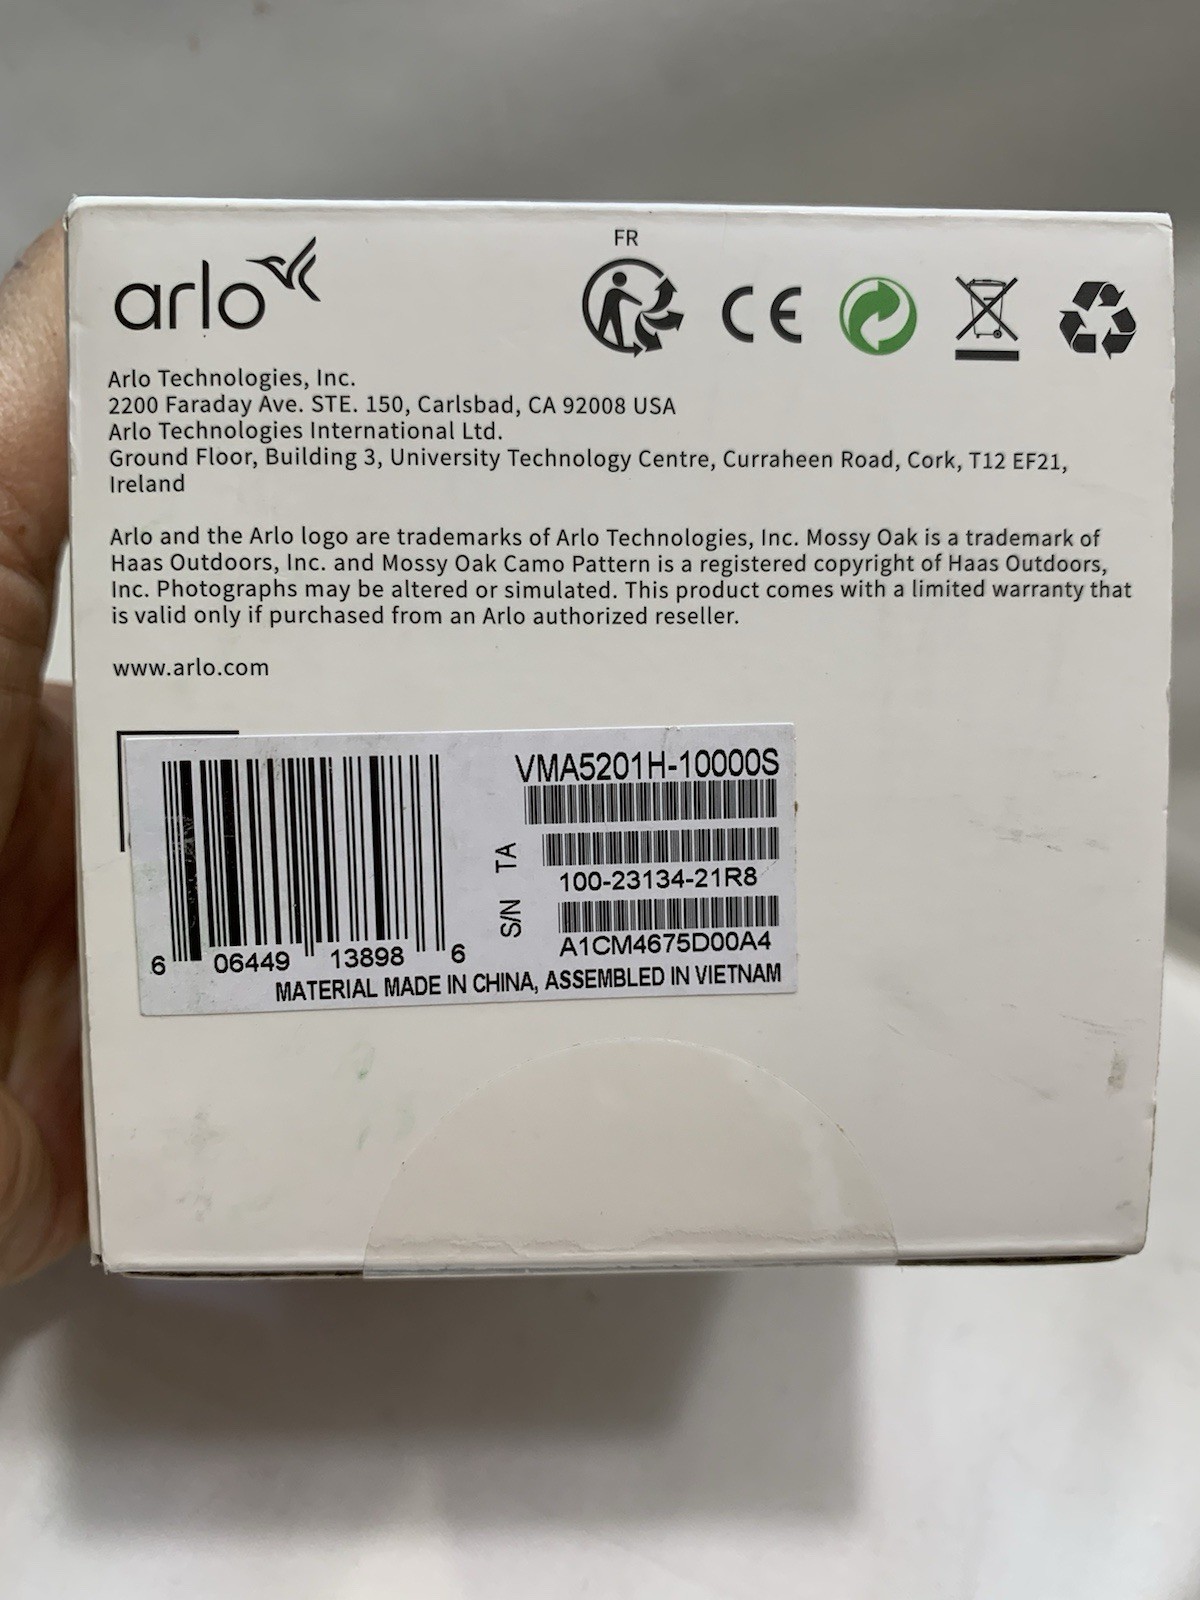 arlo
FR
CE
Arlo Technologies, Inc.
2200 Faraday Ave. STE. 150, Carlsbad, CA 92008 USA
Arlo Technologies International Ltd.
Ground Floor, Building 3, University Technology Centre, Curraheen Road, Cork, T12 EF21,
Ireland
Arlo and the Arlo logo are trademarks of Arlo Technologies, Inc. Mossy Oak is a trademark of
Haas Outdoors, Inc. and Mossy Oak Camo Pattern is a registered copyright of Haas Outdoors,
Inc. Photographs may be altered or simulated. This product comes with a limited warranty that
is valid only if purchased from an Arlo authorized reseller.
www.arlo.com
VMA5201H-10000S
TA
100-23134-21R8
S/N
A1CM4675D00A4
6 06449 13898 6
MATERIAL MADE IN CHINA, ASSEMBLED IN VIETNAM